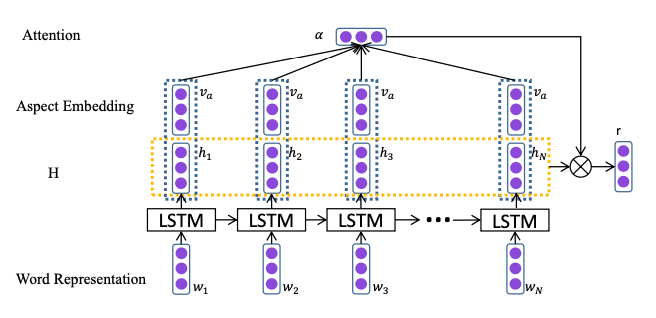 Attention α
Aspect Embedding v_a v_a v_a v_a
r
H h_1 h_2 h_3 h_N
LSTM LSTM LSTM ••• LSTM
Word Representation w_1 w_2 w_3 w_N